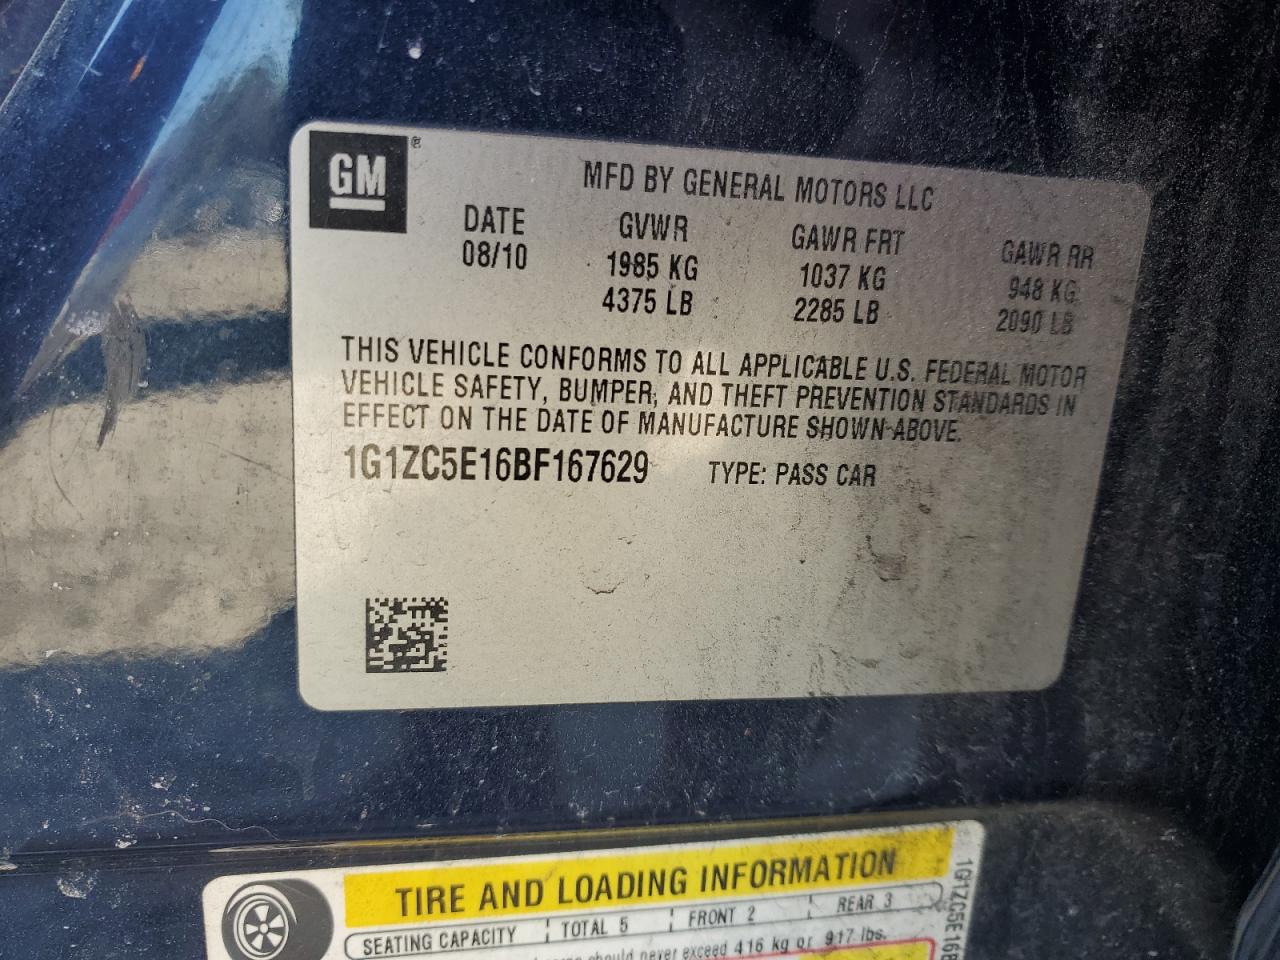 GM®
MFD BY GENERAL MOTORS LLC
DATE GVWR GAWR FRT GAWR RR
08/10 1985 KG 1037 KG 948 KG
4375 LB 2285 LB 2090 LB
THIS VEHICLE CONFORMS TO ALL APPLICABLE U.S. FEDERAL MOTOR
VEHICLE SAFETY, BUMPER, AND THEFT PREVENTION STANDARDS IN
EFFECT ON THE DATE OF MANUFACTURE SHOWN ABOVE.
1G1ZC5E16BF167629 TYPE: PASS CAR
TIRE AND LOADING INFORMATION
SEATING CAPACITY TOTAL 5 FRONT 2 REAR 3
should never exceed 416 kg or 917 lbs.
1G1ZC5E16B